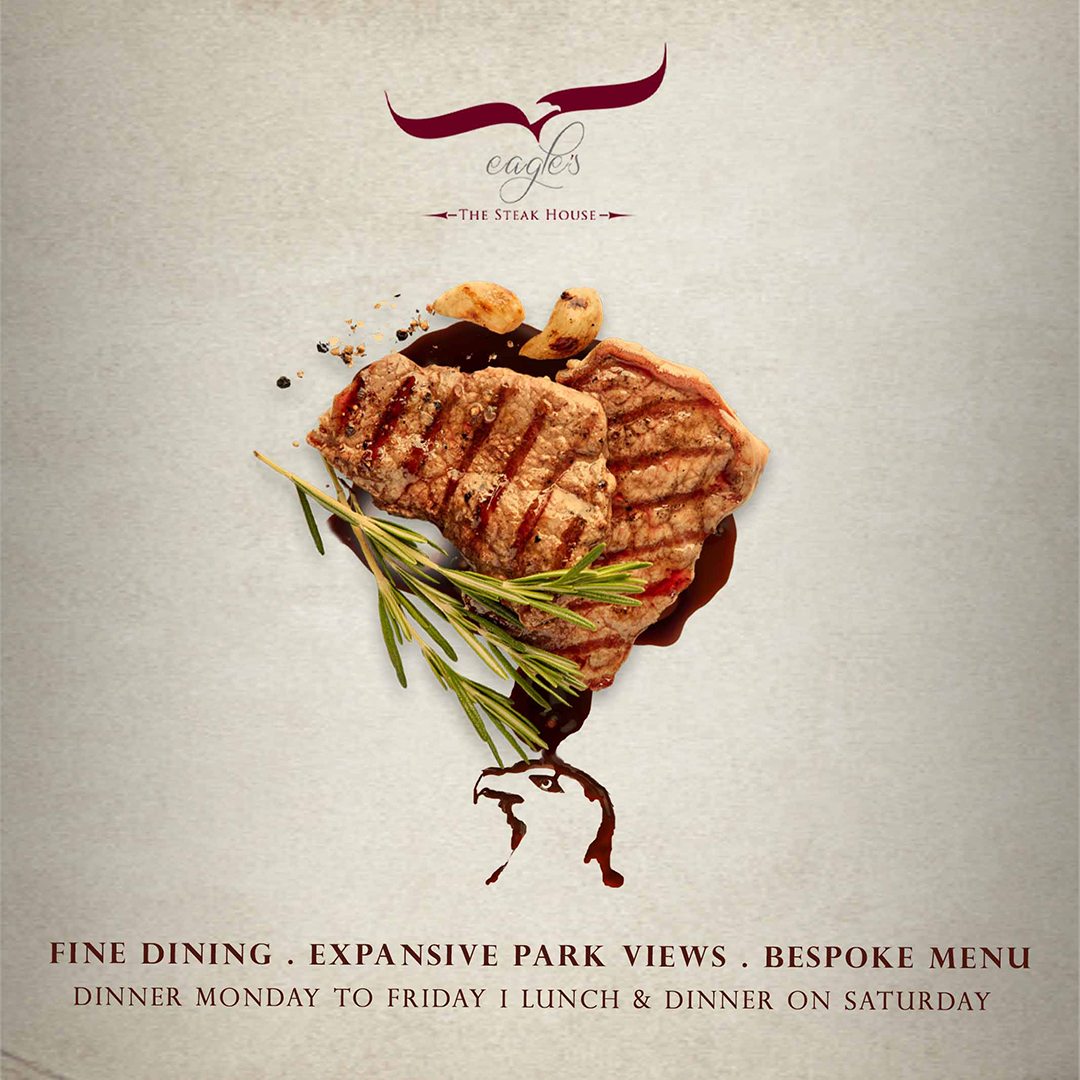 eagle's
THE STEAK HOUSE
FINE DINING . EXPANSIVE PARK VIEWS . BESPOKE MENU
DINNER MONDAY TO FRIDAY I LUNCH & DINNER ON SATURDAY